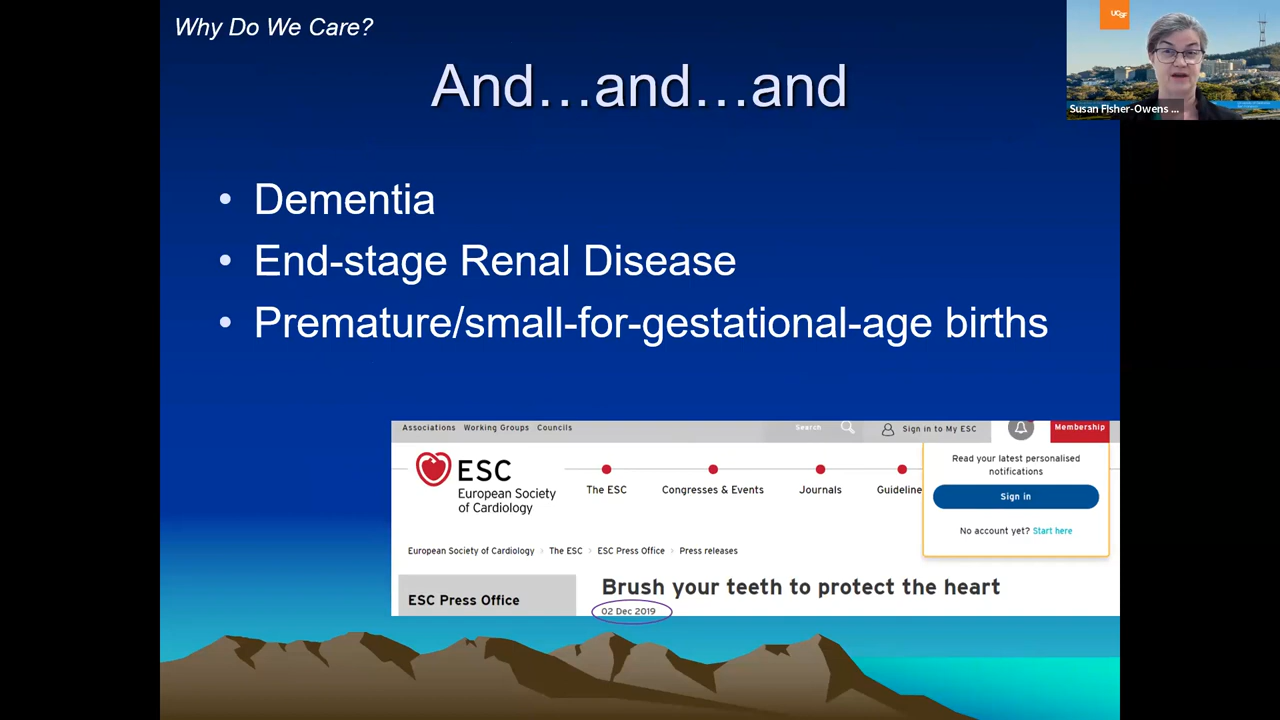 Why Do We Care?
And…and…and
UCSF
Susan Fisher-Owens ...
• Dementia
• End-stage Renal Disease
• Premature/small-for-gestational-age births
Associations Working Groups Councils
Search
Sign in to My ESC
Membership
ESC
European Society
of Cardiology
The ESC
Congresses & Events
Journals
Guideline
Read your latest personalised
notifications
Sign in
No account yet? Start here
European Society of Cardiology > The ESC > ESC Press Office > Press releases
ESC Press Office
Brush your teeth to protect the heart
02 Dec 2019